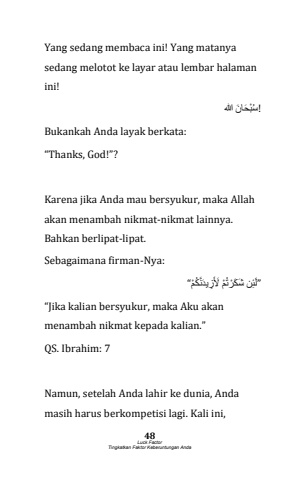 Yang sedang membaca ini! Yang matanya
sedang melotot ke layar atau lembar halaman
ini!
سُبْحَانَ الله!
Bukankah Anda layak berkata:
“Thanks, God!”?
Karena jika Anda mau bersyukur, maka Allah
akan menambah nikmat-nikmat lainnya.
Bahkan berlipat-lipat.
Sebagaimana firman-Nya:
“لَئِن شَكَرْتُمْ لَأَزِيدَنَّكُمْ”
“Jika kalian bersyukur, maka Aku akan
menambah nikmat kepada kalian.”
QS. Ibrahim: 7
Namun, setelah Anda lahir ke dunia, Anda
masih harus berkompetisi lagi. Kali ini,
48
Luck Factor
Tingkatkan Faktor Keberuntungan Anda